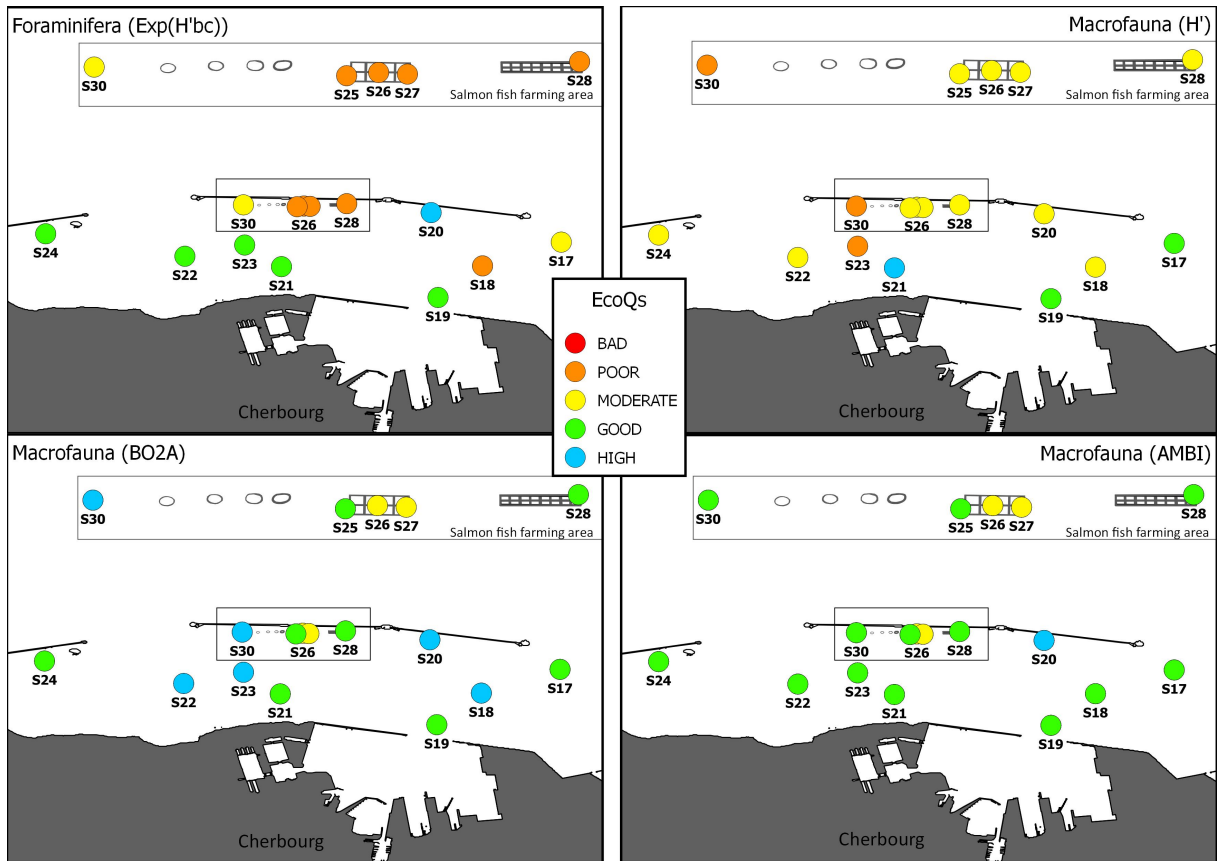 Foraminifera (Exp(H'bc))
S30
S25
S26
S27
S28
Salmon fish farming area
S30
S26
S28
S20
S24
S22
S23
S21
S17
S18
S19
Cherbourg
Macrofauna (H')
S30
S25
S26
S27
S28
Salmon fish farming area
S30
S26
S28
S20
S24
S22
S23
S21
S17
S18
S19
Cherbourg
EcoQs
BAD
POOR
MODERATE
GOOD
HIGH
Macrofauna (BO2A)
S30
S25
S26
S27
S28
Salmon fish farming area
S30
S26
S28
S20
S24
S22
S23
S21
S17
S18
S19
Cherbourg
Macrofauna (AMBI)
S30
S25
S26
S27
S28
Salmon fish farming area
S30
S26
S28
S20
S24
S22
S23
S21
S17
S18
S19
Cherbourg